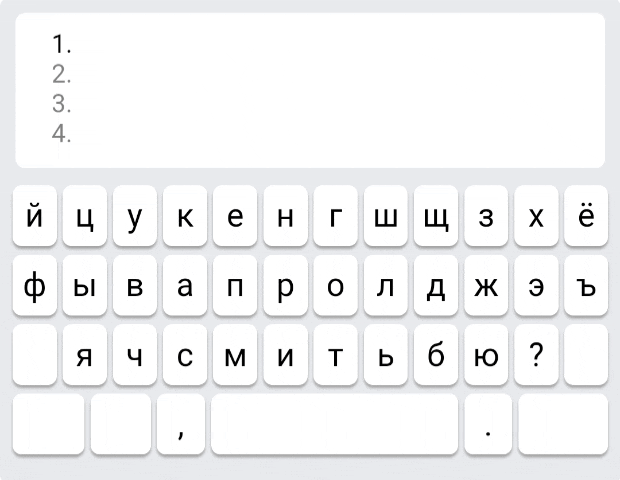 1.
2.
3.
4.
й ц у к е н г ш щ з х ё
ф ы в а п р о л д ж э ъ
я ч с м и т ь б ю ?
, .